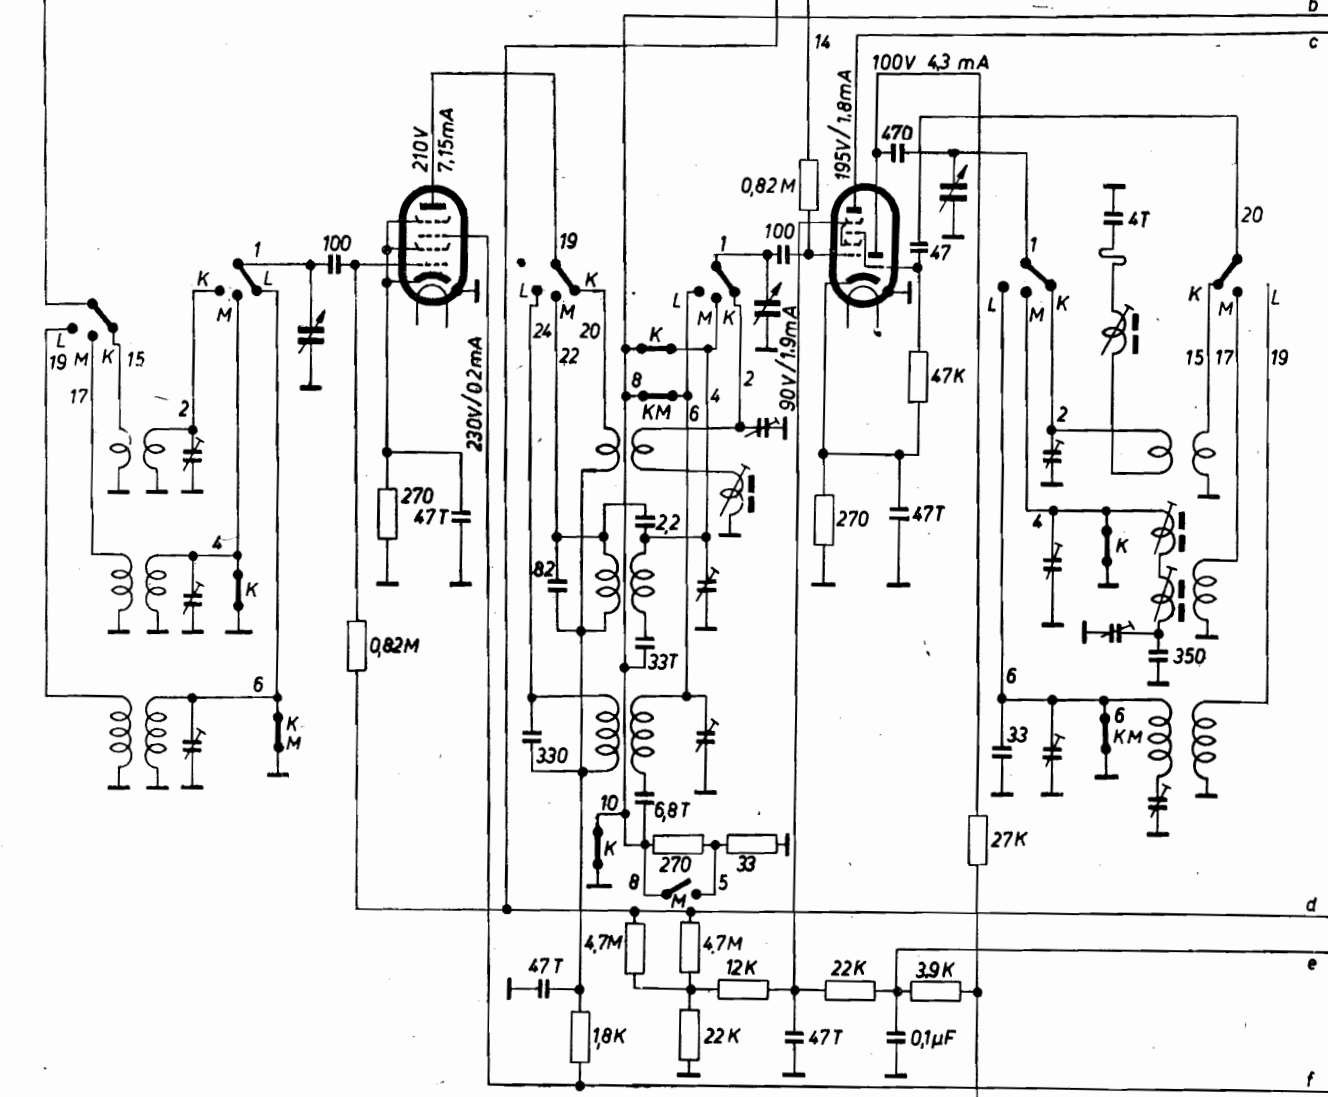 b
c
14
100V 4,3 mA
210V
7,15mA
195V/1.8mA
470
0,82M
4T
20
1
100
19
100
1
47
1
K
L
M
K
L
M
24
20
22
L
M
K
K
90V/1.9mA
L
M
K
K
M
L
L
19
M
K
15
17
230V/0.2mA
8
4
2
KM
6
47K
15
17
19
2
2
270
47T
2,2
270
47T
4
K
4
K
82
0,82M
33T
350
6
6
K
M
330
33
6
KM
10
6,8T
K
270
33
27K
8
M
5
d
4,7M
4,7M
e
47T
12K
22K
3.9K
1,8K
22K
47T
0,1µF
f